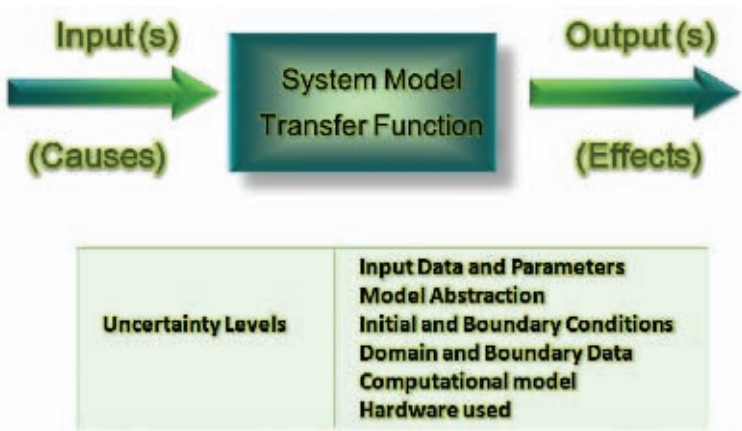 Input(s)
(Causes)
System Model
Transfer Function
Output(s)
(Effects)
Uncertainty Levels
Input Data and Parameters
Model Abstraction
Initial and Boundary Conditions
Domain and Boundary Data
Computational model
Hardware used